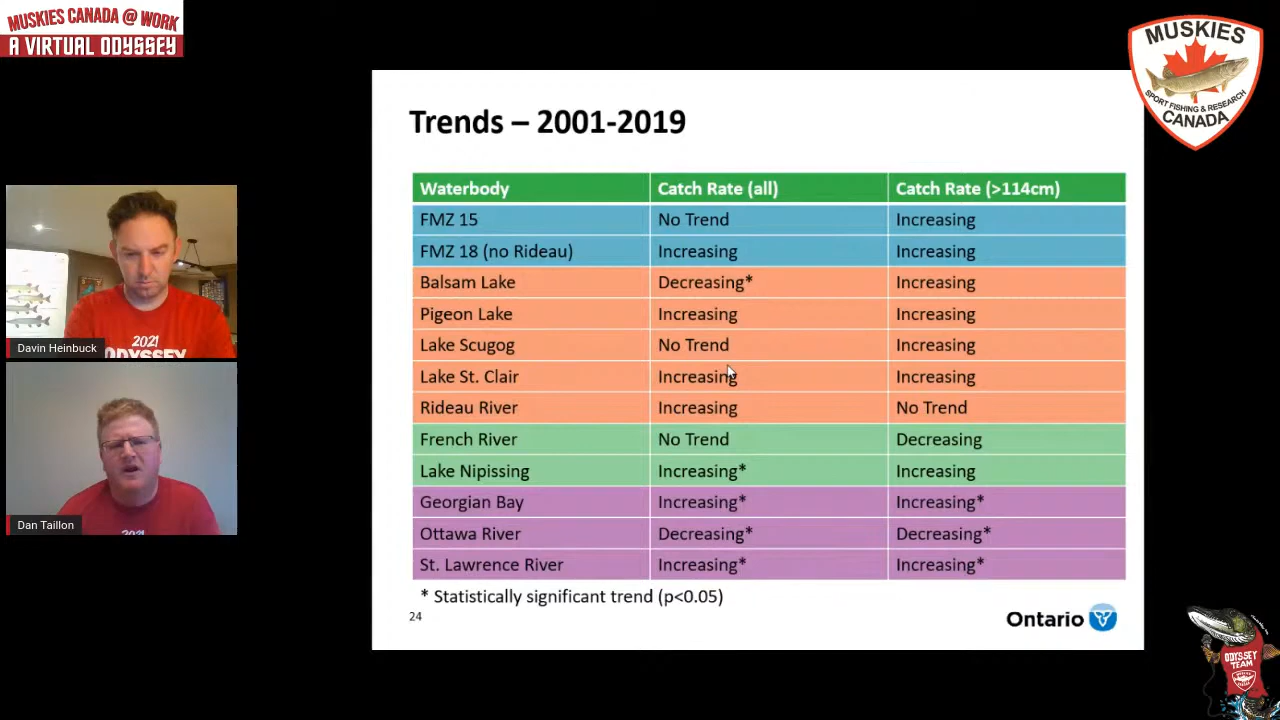 MUSKIES CANADA @ WORK
A VIRTUAL ODYSSEY
MUSKIES
SPORT FISHING & RESEARCH
CANADA
Trends – 2001-2019
Waterbody Catch Rate (all) Catch Rate (>114cm)
FMZ 15 No Trend Increasing
FMZ 18 (no Rideau) Increasing Increasing
Balsam Lake Decreasing* Increasing
Pigeon Lake Increasing Increasing
Lake Scugog No Trend Increasing
Lake St. Clair Increasing Increasing
Rideau River Increasing No Trend
French River No Trend Decreasing
Lake Nipissing Increasing* Increasing
Georgian Bay Increasing* Increasing*
Ottawa River Decreasing* Decreasing*
St. Lawrence River Increasing* Increasing*
* Statistically significant trend (p<0.05)
24
Ontario
2021
ODYSSEY
Davin Heinbuck
Dan Taillon
2021
ODYSSEY
TEAM